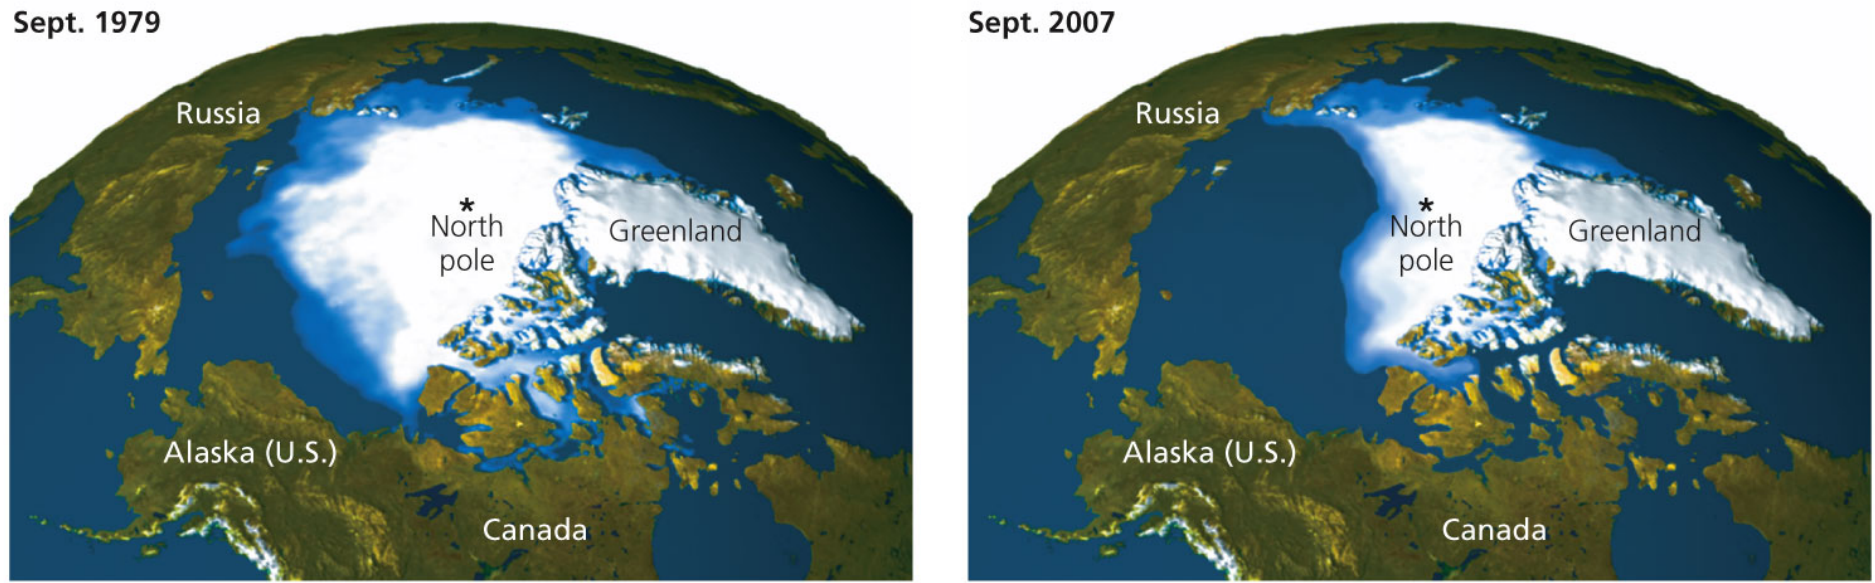 Sept. 1979
Russia
*
North
pole
Greenland
Alaska (U.S.)
Canada
Sept. 2007
Russia
*
North
pole
Greenland
Alaska (U.S.)
Canada